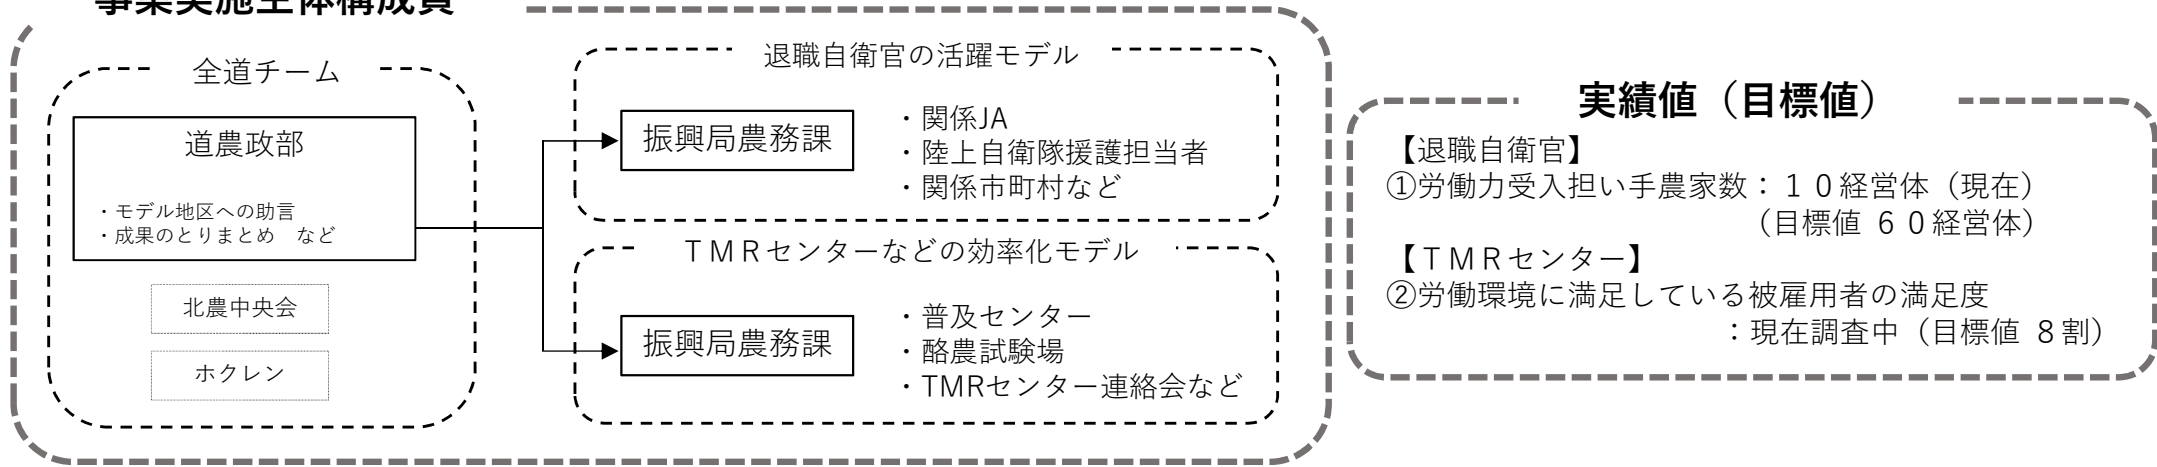 事業実施主体構成員
全道チーム
道農政部
・モデル地区への助言
・成果のとりまとめ　など
北農中央会
ホクレン
退職自衛官の活躍モデル
振興局農務課
・関係JA
・陸上自衛隊援護担当者
・関係市町村など
ＴＭＲセンターなどの効率化モデル
振興局農務課
・普及センター
・酪農試験場
・TMRセンター連絡会など
実績値（目標値）
【退職自衛官】
①労働力受入担い手農家数：１０経営体（現在）
（目標値 ６０経営体）
【ＴＭＲセンター】
②労働環境に満足している被雇用者の満足度
：現在調査中（目標値 ８割）